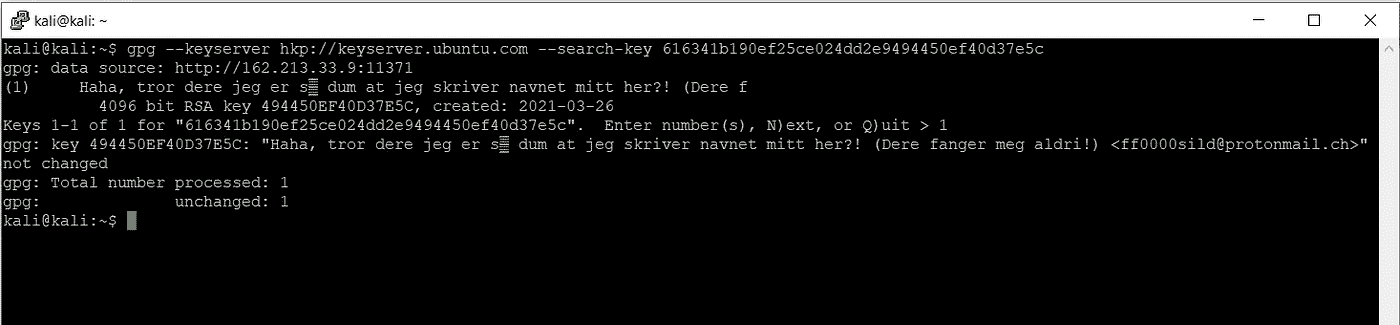 kali@kali: ~
kali@kali:~$ gpg --keyserver hkp://keyserver.ubuntu.com --search-key 616341b190ef25ce024dd2e9494450ef40d37e5c
gpg: data source: http://162.213.33.9:11371
(1)     Haha, tror dere jeg er s▒ dum at jeg skriver navnet mitt her?! (Dere f
          4096 bit RSA key 494450EF40D37E5C, created: 2021-03-26
Keys 1-1 of 1 for "616341b190ef25ce024dd2e9494450ef40d37e5c".  Enter number(s), N)ext, or Q)uit > 1
gpg: key 494450EF40D37E5C: "Haha, tror dere jeg er s▒ dum at jeg skriver navnet mitt her?! (Dere fanger meg aldri!) <ff0000sild@protonmail.ch>"
not changed
gpg: Total number processed: 1
gpg:              unchanged: 1
kali@kali:~$